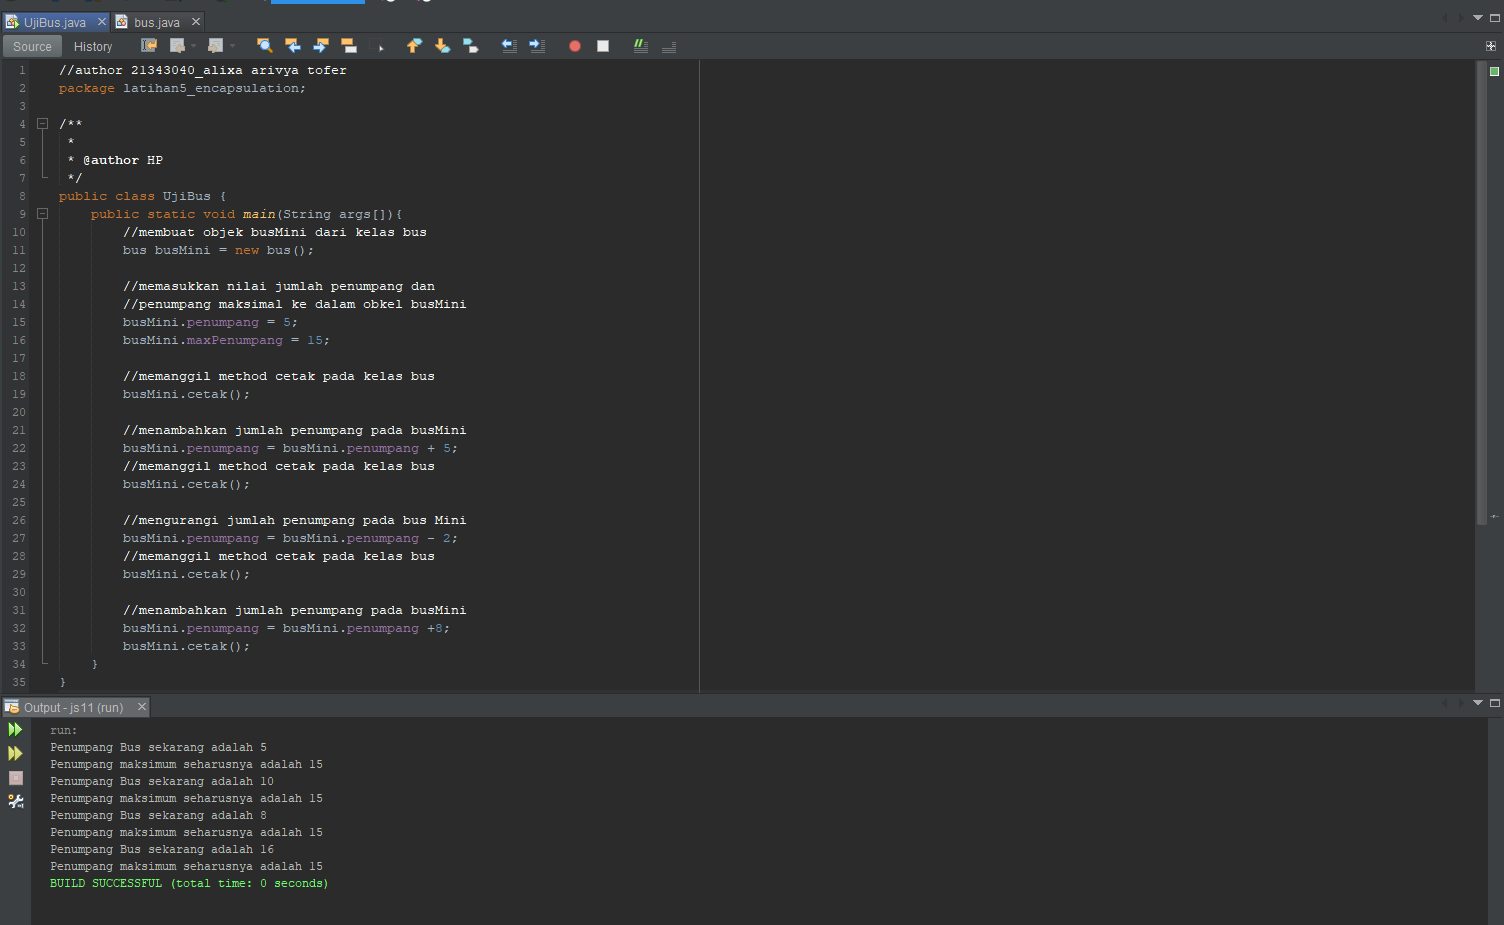 UjiBus.java
bus.java
Source
History
1 //author 21343040_alixa arivya tofer
2 package latihan5_encapsulation;
3
4 /**
5 *
6 * @author HP
7 */
8 public class UjiBus {
9 public static void main(String args[]){
10 //membuat objek busMini dari kelas bus
11 bus busMini = new bus();
12
13 //memasukkan nilai jumlah penumpang dan
14 //penumpang maksimal ke dalam obkel busMini
15 busMini.penumpang = 5;
16 busMini.maxPenumpang = 15;
17
18 //memanggil method cetak pada kelas bus
19 busMini.cetak();
20
21 //menambahkan jumlah penumpang pada busMini
22 busMini.penumpang = busMini.penumpang + 5;
23 //memanggil method cetak pada kelas bus
24 busMini.cetak();
25
26 //mengurangi jumlah penumpang pada bus Mini
27 busMini.penumpang = busMini.penumpang - 2;
28 //memanggil method cetak pada kelas bus
29 busMini.cetak();
30
31 //menambahkan jumlah penumpang pada busMini
32 busMini.penumpang = busMini.penumpang +8;
33 busMini.cetak();
34 }
35 }
Output - js11 (run)
run:
Penumpang Bus sekarang adalah 5
Penumpang maksimum seharusnya adalah 15
Penumpang Bus sekarang adalah 10
Penumpang maksimum seharusnya adalah 15
Penumpang Bus sekarang adalah 8
Penumpang maksimum seharusnya adalah 15
Penumpang Bus sekarang adalah 16
Penumpang maksimum seharusnya adalah 15
BUILD SUCCESSFUL (total time: 0 seconds)